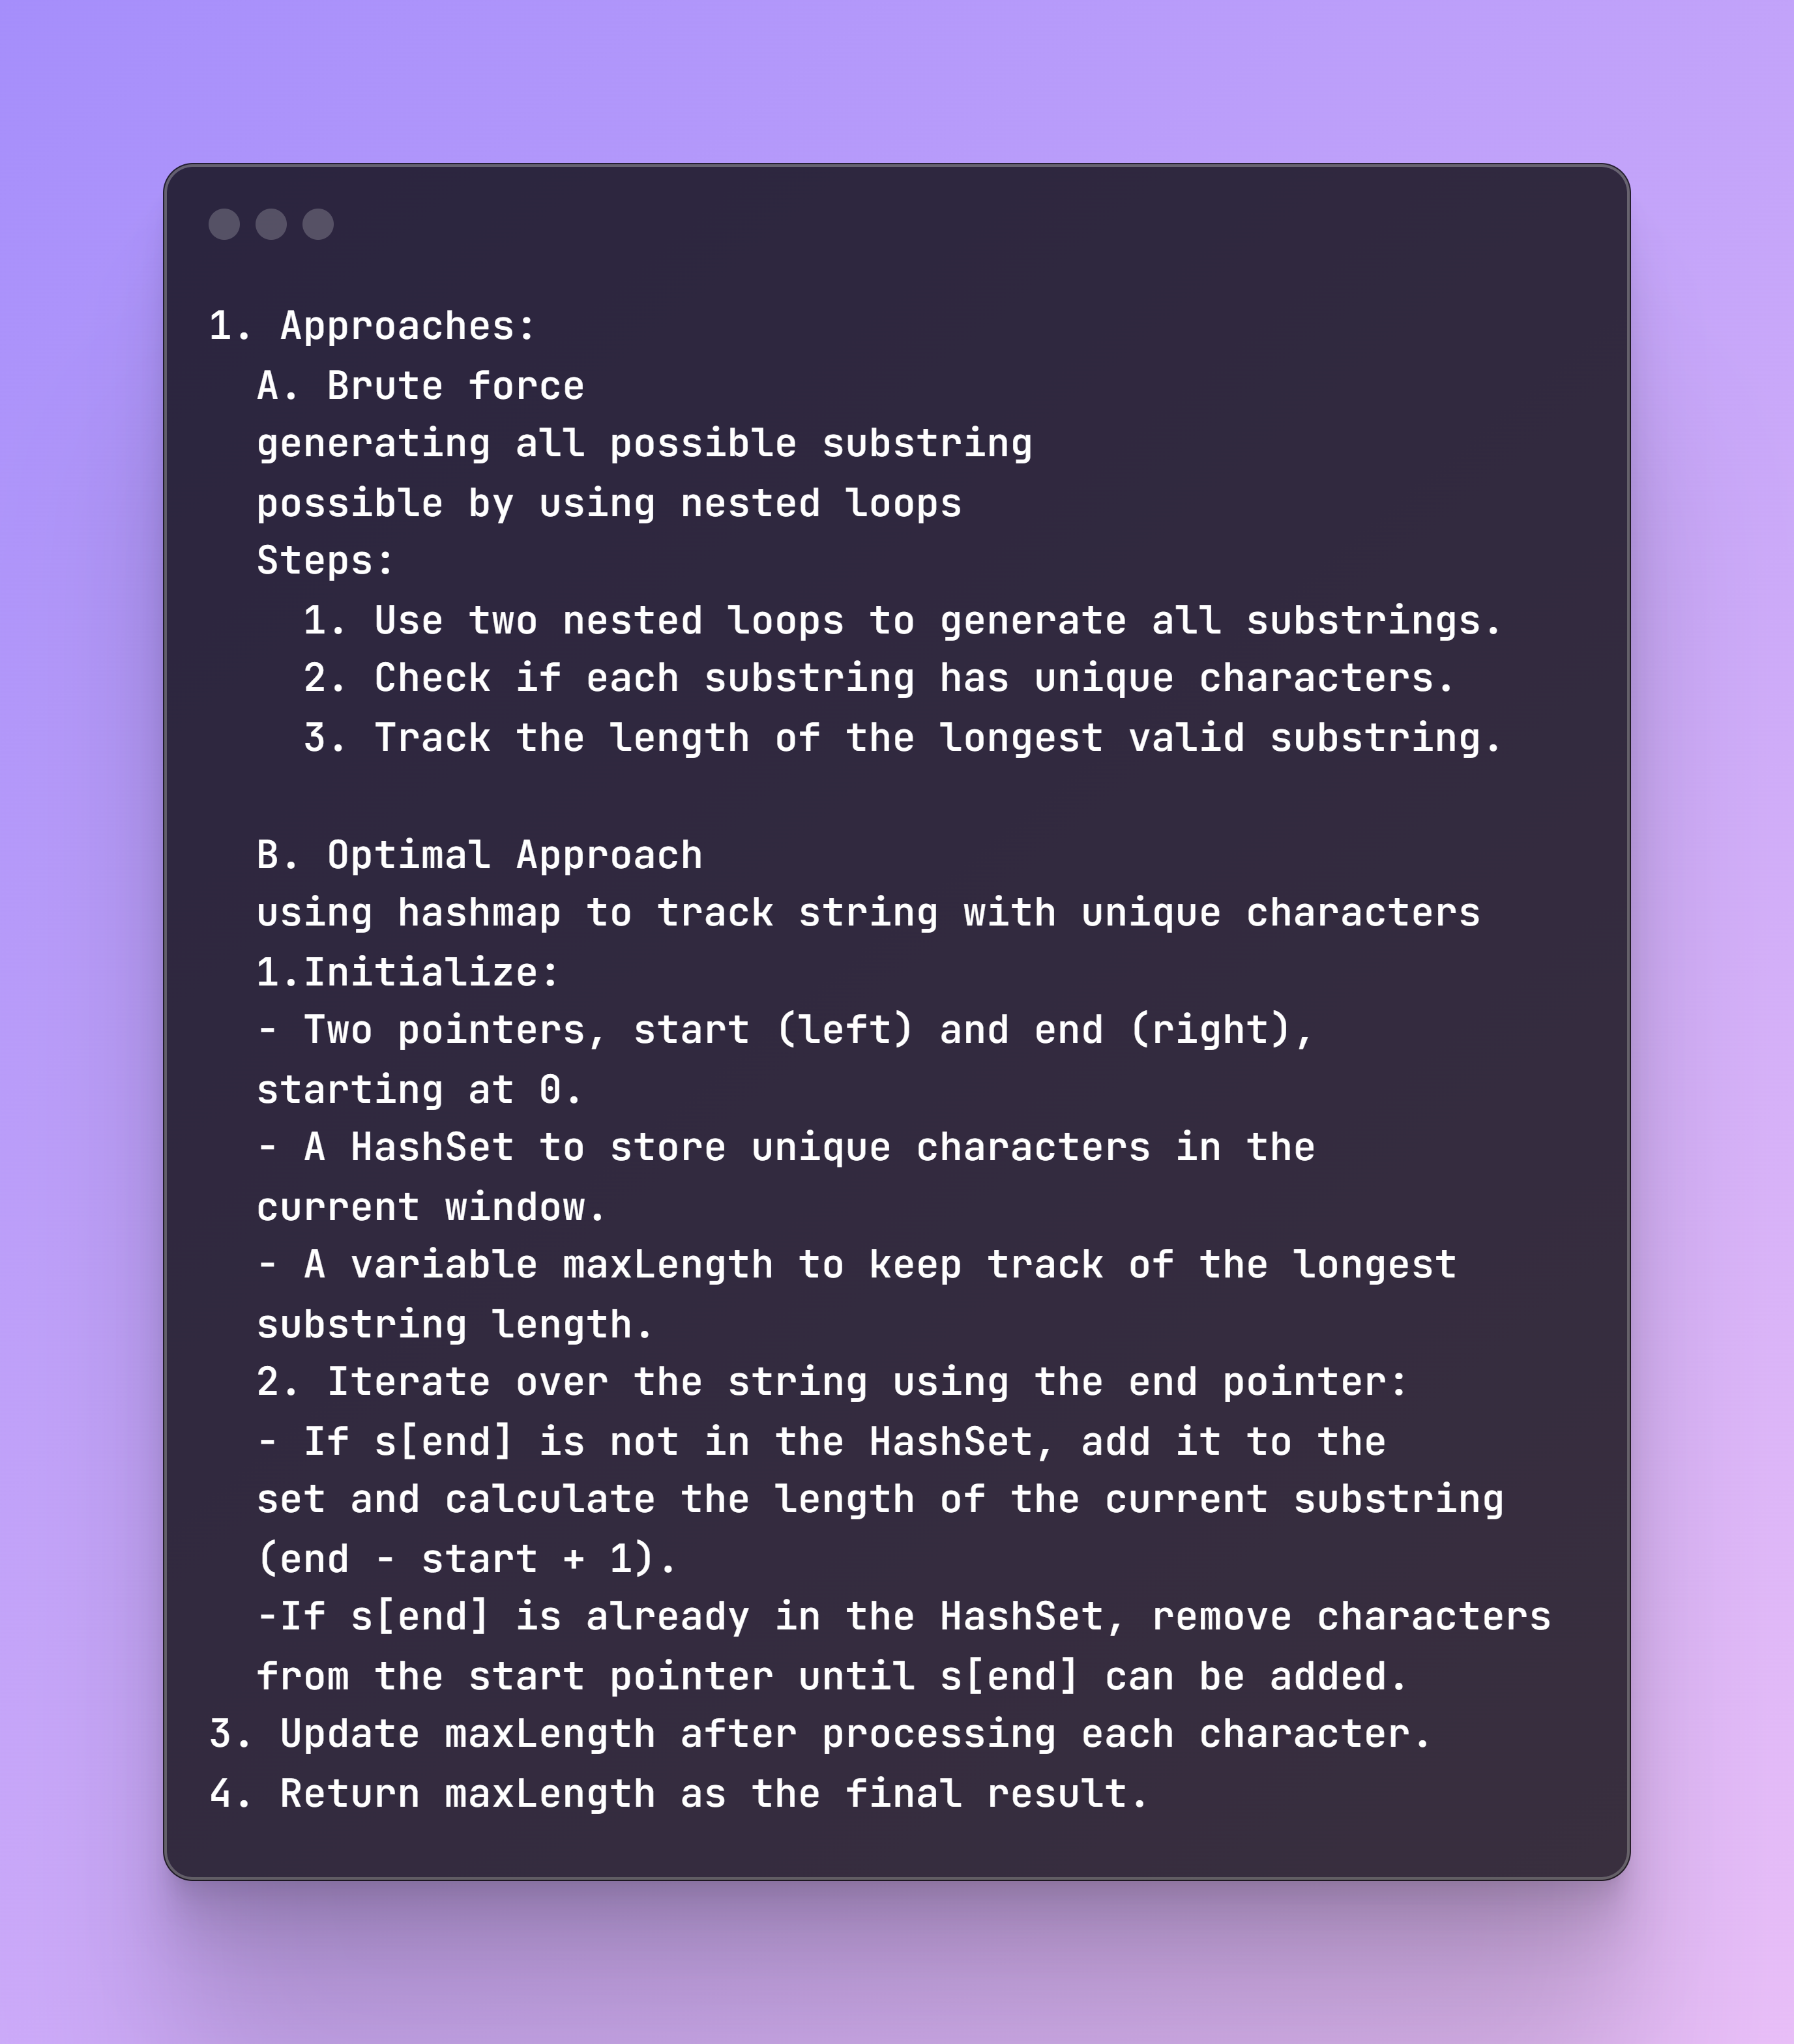 1. Approaches:
A. Brute force
generating all possible substring
possible by using nested loops
Steps:
1. Use two nested loops to generate all substrings.
2. Check if each substring has unique characters.
3. Track the length of the longest valid substring.
B. Optimal Approach
using hashmap to track string with unique characters
1.Initialize:
- Two pointers, start (left) and end (right),
starting at 0.
- A HashSet to store unique characters in the
current window.
- A variable maxLength to keep track of the longest
substring length.
2. Iterate over the string using the end pointer:
- If s[end] is not in the HashSet, add it to the
set and calculate the length of the current substring
(end - start + 1).
-If s[end] is already in the HashSet, remove characters
from the start pointer until s[end] can be added.
3. Update maxLength after processing each character.
4. Return maxLength as the final result.